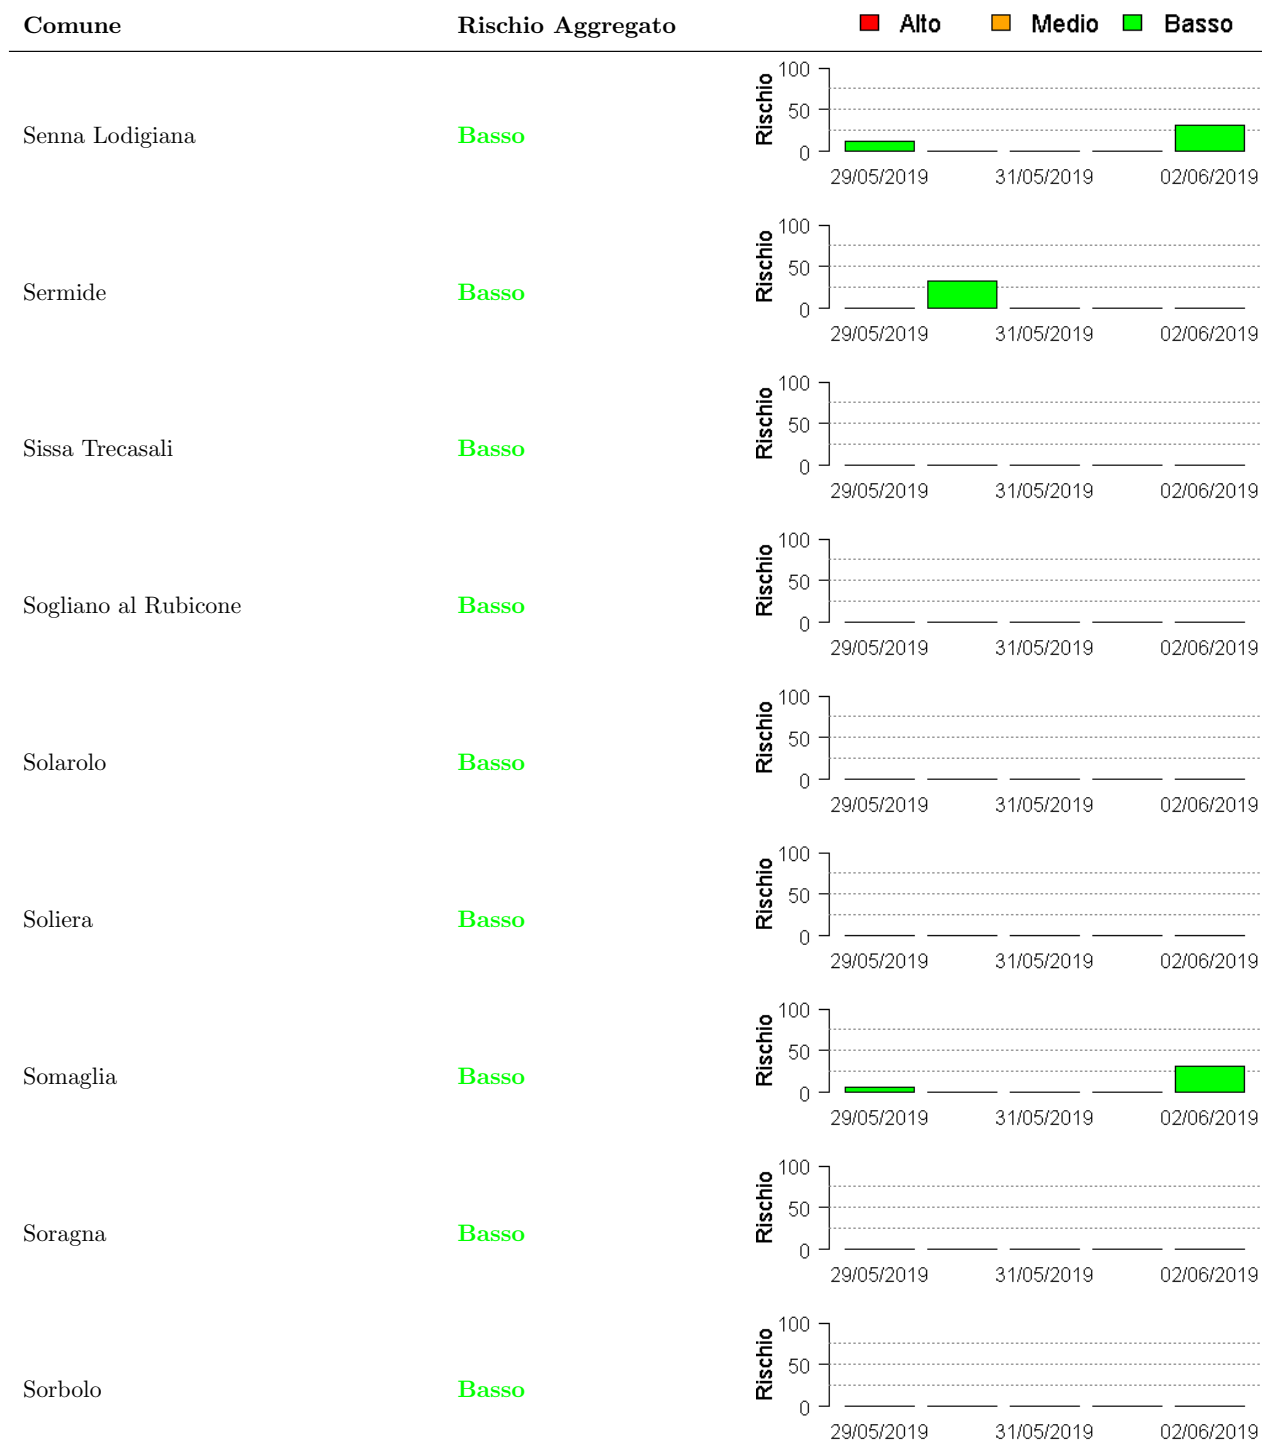 Comune Rischio Aggregato Alto Medio Basso
Senna Lodigiana Basso
Rischio
100
50
0
29/05/2019 31/05/2019 02/06/2019
Sermide Basso
Rischio
100
50
0
29/05/2019 31/05/2019 02/06/2019
Sissa Trecasali Basso
Rischio
100
50
0
29/05/2019 31/05/2019 02/06/2019
Sogliano al Rubicone Basso
Rischio
100
50
0
29/05/2019 31/05/2019 02/06/2019
Solarolo Basso
Rischio
100
50
0
29/05/2019 31/05/2019 02/06/2019
Soliera Basso
Rischio
100
50
0
29/05/2019 31/05/2019 02/06/2019
Somaglia Basso
Rischio
100
50
0
29/05/2019 31/05/2019 02/06/2019
Soragna Basso
Rischio
100
50
0
29/05/2019 31/05/2019 02/06/2019
Sorbolo Basso
Rischio
100
50
0
29/05/2019 31/05/2019 02/06/2019